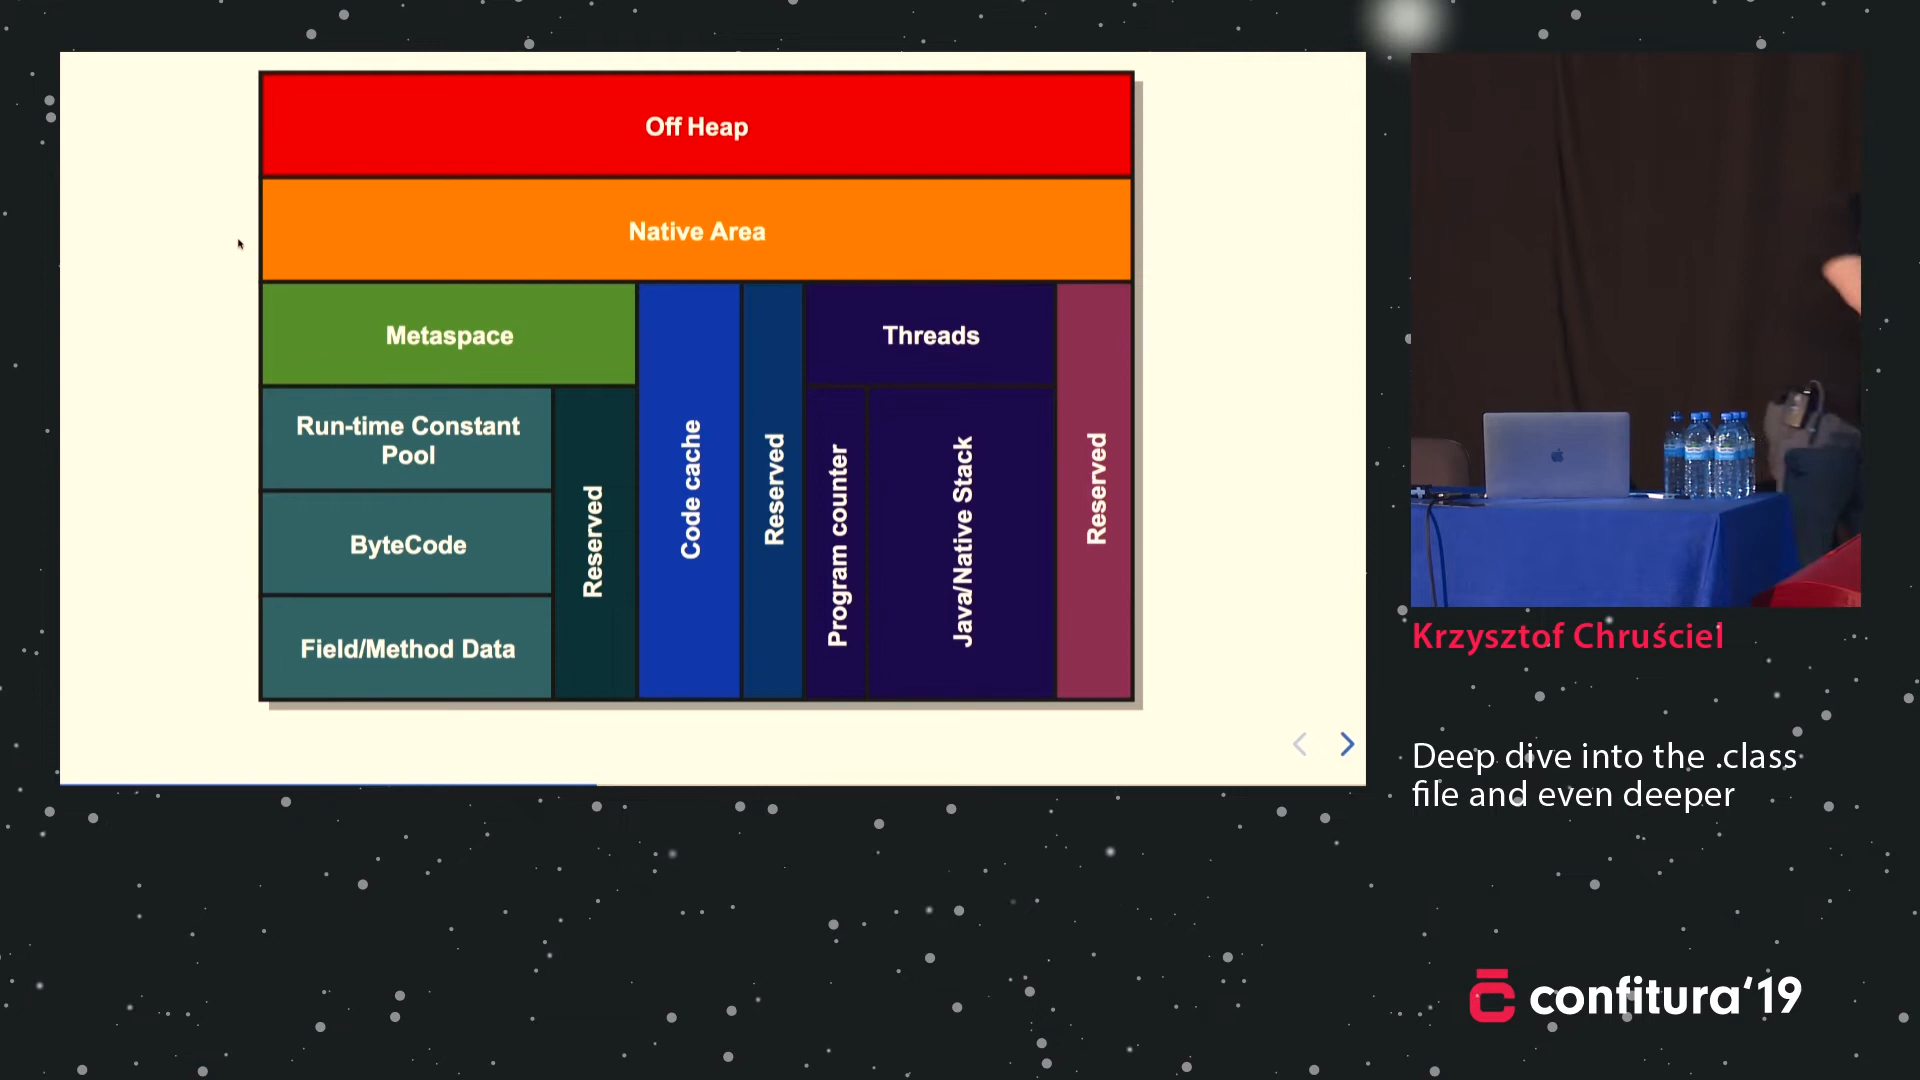 Off Heap
Native Area
Metaspace
Threads
Run-time Constant
Pool
ByteCode
Field/Method Data
Reserved
Code cache
Reserved
Program counter
Java/Native Stack
Reserved
Krzysztof Chruściel
Deep dive into the .class
file and even deeper
confitura‘19